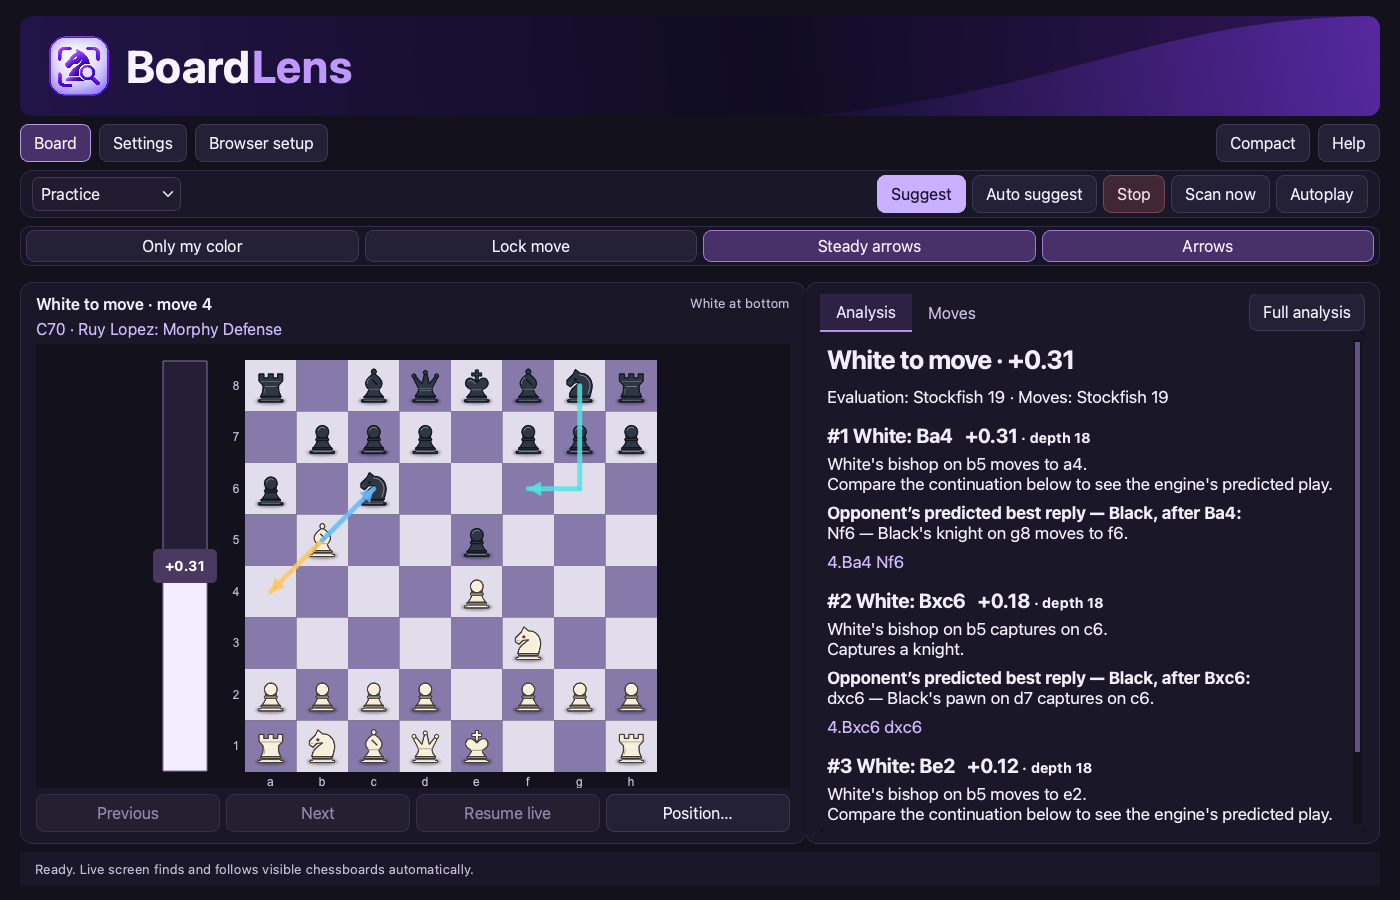 BoardLens
Board Settings Browser setup Compact Help
Practice Suggest Auto suggest Stop Scan now Autoplay
Only my color Lock move Steady arrows Arrows
White to move · move 4 White at bottom
C70 · Ruy Lopez: Morphy Defense
8
7
6
5
4
3
2
1
+0.31
a b c d e f g h
Previous Next Resume live Position...
Analysis Moves Full analysis
White to move · +0.31
Evaluation: Stockfish 19 · Moves: Stockfish 19
#1 White: Ba4 +0.31 · depth 18
White's bishop on b5 moves to a4.
Compare the continuation below to see the engine's predicted play.
Opponent’s predicted best reply — Black, after Ba4:
Nf6 — Black's knight on g8 moves to f6.
4.Ba4 Nf6
#2 White: Bxc6 +0.18 · depth 18
White's bishop on b5 captures on c6.
Captures a knight.
Opponent’s predicted best reply — Black, after Bxc6:
dxc6 — Black's pawn on d7 captures on c6.
4.Bxc6 dxc6
#3 White: Be2 +0.12 · depth 18
White's bishop on b5 moves to e2.
Compare the continuation below to see the engine's predicted play.
Ready. Live screen finds and follows visible chessboards automatically.